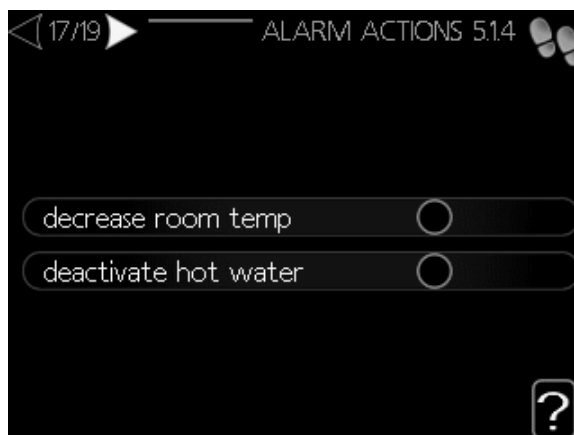 17/19 ALARM ACTIONS 5.1.4
decrease room temp
deactivate hot water
?